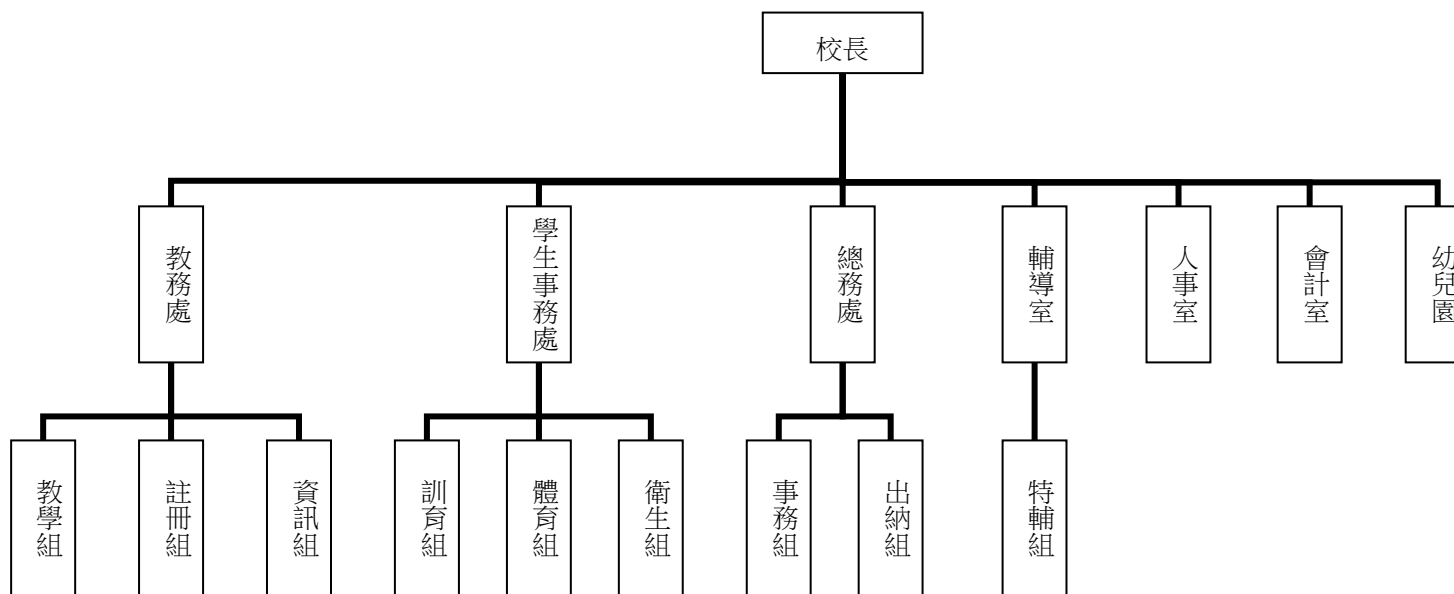 校長
教務處
學生事務處
總務處
輔導室
人事室
會計室
幼兒園
教學組
註冊組
資訊組
訓育組
體育組
衛生組
事務組
出納組
特輔組